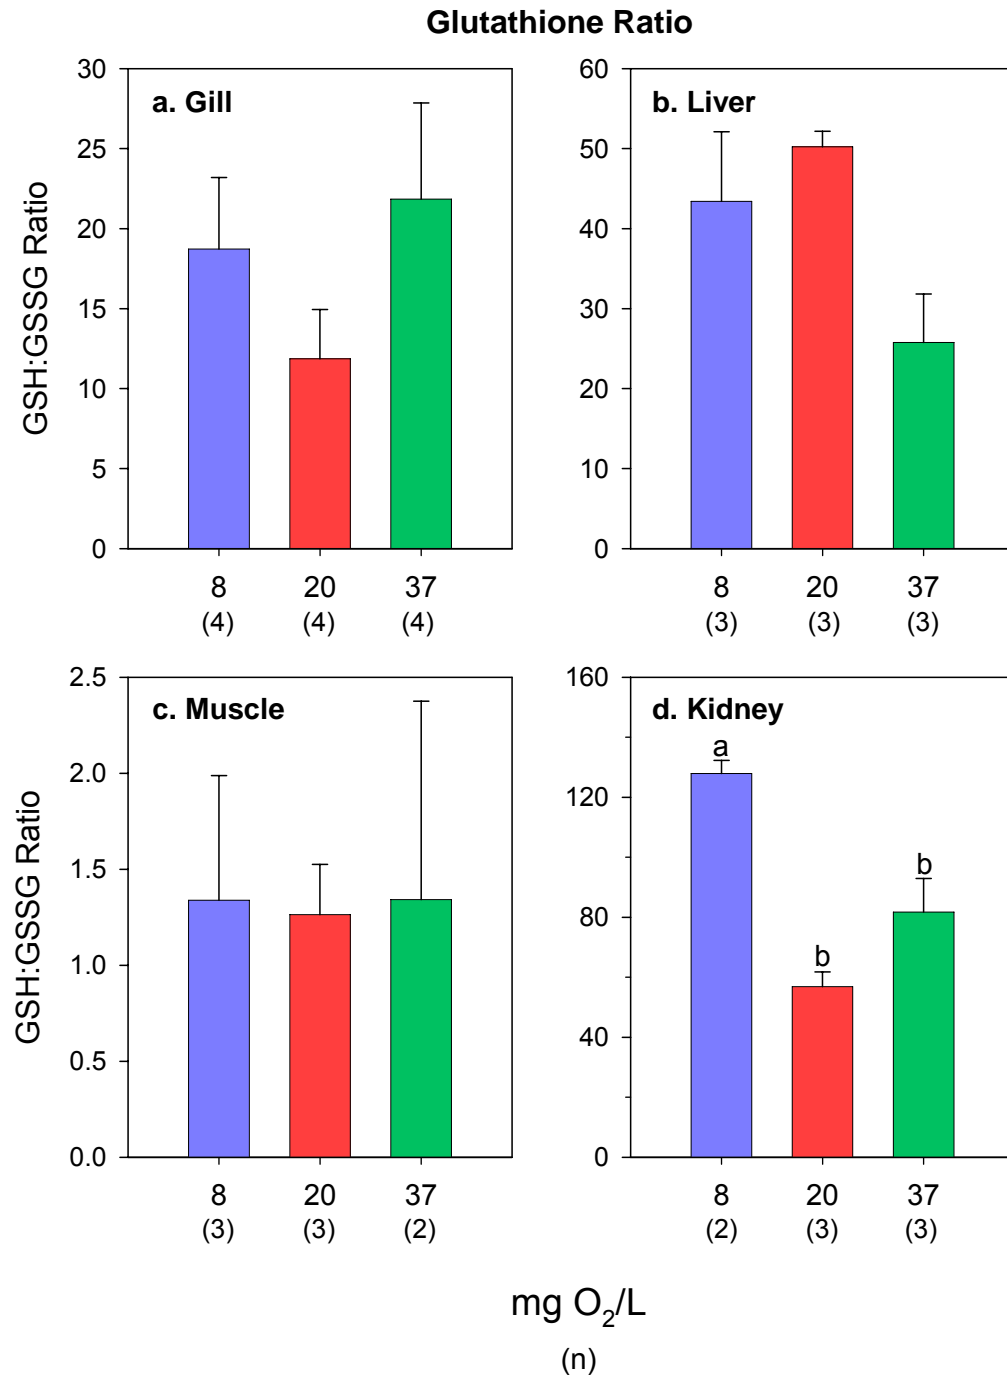 Glutathione Ratio
a. Gill
GSH:GSSG Ratio
30
25
20
15
10
5
0
8 20 37
(4) (4) (4)
b. Liver
60
50
40
30
20
10
0
8 20 37
(3) (3) (3)
c. Muscle
GSH:GSSG Ratio
2.5
2.0
1.5
1.0
0.5
0.0
8 20 37
(3) (3) (2)
d. Kidney
160
120
80
40
0
a
b
b
8 20 37
(2) (3) (3)
mg O₂/L
(n)